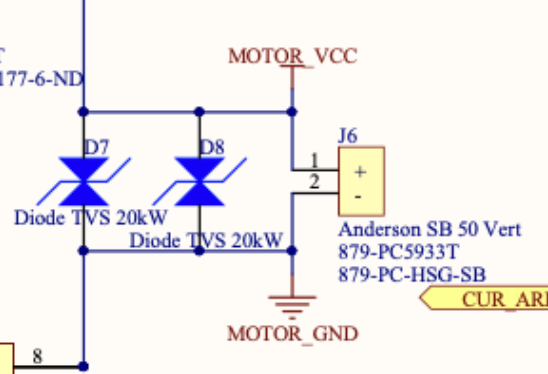 T
177-6-ND
MOTOR_VCC
D7
D8
J6
1
2
+
-
Diode TVS 20kW
Diode TVS 20kW
Anderson SB 50 Vert
879-PC5933T
879-PC-HSG-SB
MOTOR_GND
8